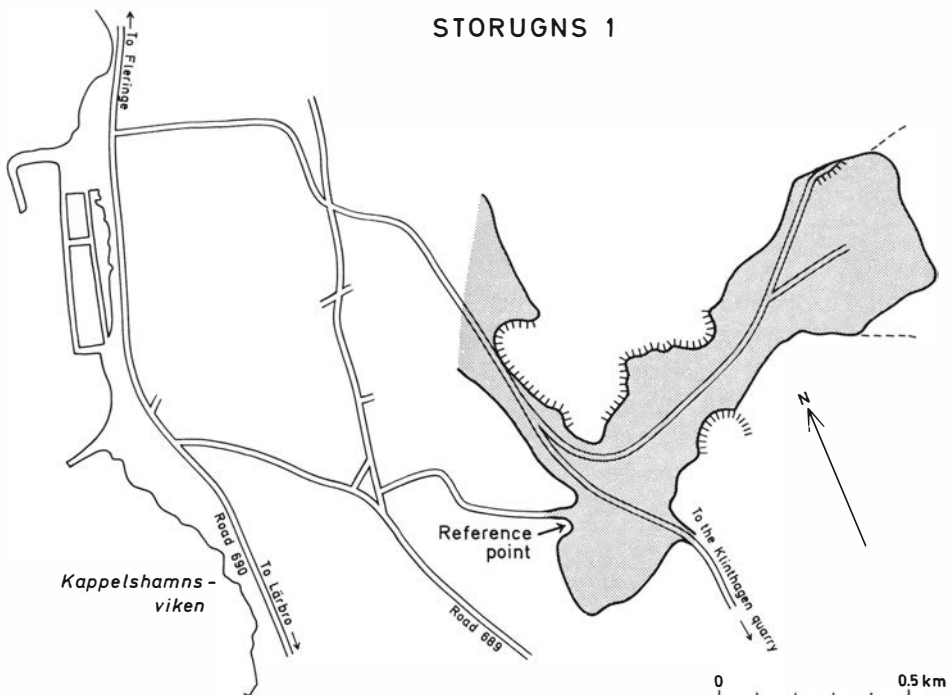 STORUGNS 1
To Fleringe
N
Reference
point
To the Klinthagen quarry
Road 690
To Lärbro
Kappelshamns-
viken
Road 689
0 0.5 km